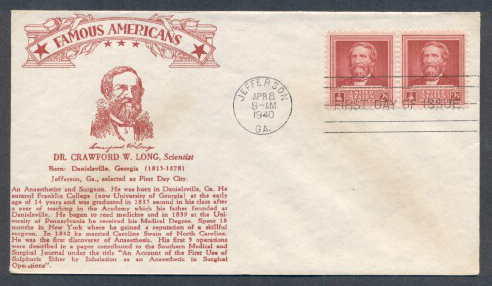 FAMOUS AMERICANS
Crawford W. Long
DR. CRAWFORD W. LONG, Scientist
Born: Danielsville, Georgia (1815-1878)
Jefferson, Ga., selected as First Day City.
An Anaesthetist and Surgeon. He was born in Danielsville, Ga. He
entered Franklin College (now University of Georgia) at the early
age of 14 years and was graduated in 1835 second in his class after
a year of teaching in the Academy which his father founded at
Danielsville. He began to read medicine and in 1839 at the Uni-
versity of Pennsylvania he received his Medical Degree. Spent 18
months in New York where he gained a reputation of a skillful
surgeon. In 1842 he married Caroline Swain of North Carolina.
He was the first discoverer of Anaesthesia. His first 5 operations
were described in a paper contributed to the Southern Medical and
Surgical Journal under the title "An Account of the First Use of
Sulphuric Ether by Inhalation as an Anaesthetic in Surgical
Operations".
JEFFERSON
APR 8
8-AM
1940
GA.
FIRST DAY OF ISSUE